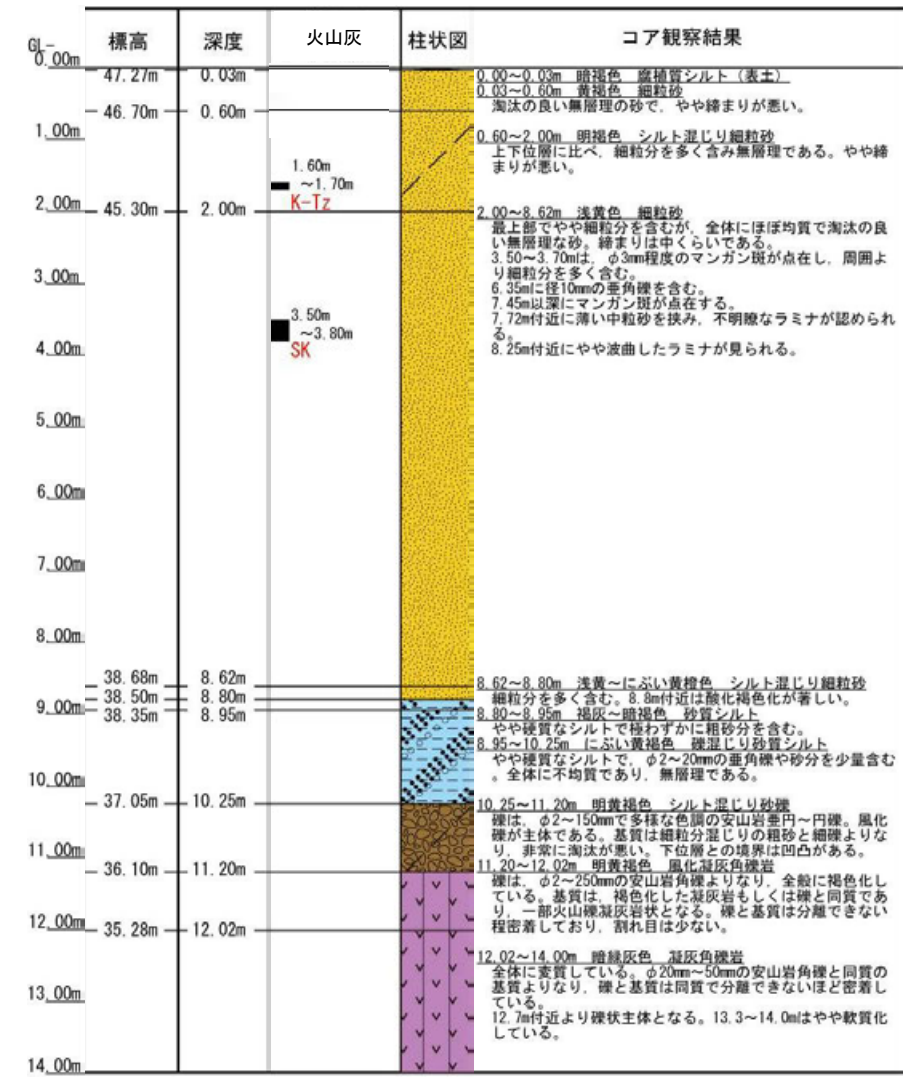 標高 深度 火山灰 柱状図 コア観察結果
GL-
0.00m
47.27m 0.03m
46.70m 0.60m
1.00m
1.60m
～1.70m
K-Tz
2.00m
45.30m 2.00m
3.00m
3.50m
～3.80m
SK
4.00m
5.00m
6.00m
7.00m
8.00m
38.68m 8.62m
38.50m 8.80m
9.00m
38.35m 8.95m
10.00m
37.05m 10.25m
11.00m
36.10m 11.20m
12.00m
35.28m 12.02m
13.00m
14.00m
0.00～0.03m 暗褐色 腐植質シルト（表土）
0.03～0.60m 黄褐色 細粒砂
淘汰の良い無層理の砂で，やや締まりが悪い。
0.60～2.00m 明褐色 シルト混じり細粒砂
上下位層に比べ，細粒分を多く含み無層理である。やや締
まりが悪い。
2.00～8.62m 浅黄色 細粒砂
最上部でやや細粒分を含むが，全体にほぼ均質で淘汰の良
い無層理な砂。締まりは中くらいである。
3.50～3.70mは，φ3mm程度のマンガン斑が点在し，周囲よ
り細粒分を多く含む。
6.35mに径10mmの亜角礫を含む。
7.45m以深にマンガン斑が点在する。
7.72m付近に薄い中粒砂を挟み，不明瞭なラミナが認められ
る。
8.25m付近にやや波曲したラミナが見られる。
8.62～8.80m 浅黄～にぶい黄橙色 シルト混じり細粒砂
細粒分を多く含む。8.8m付近は酸化褐色化が著しい。
8.80～8.95m 褐灰～暗褐色 砂質シルト
やや硬質なシルトで極わずかに粗砂分を含む。
8.95～10.25m にぶい黄褐色 礫混じり砂質シルト
やや硬質なシルトで，φ2～20mmの亜角礫や砂分を少量含む
。全体に不均質であり，無層理である。
10.25～11.20m 明黄褐色 シルト混じり砂礫
礫は，φ2～150mmで多様な色調の安山岩亜円～円礫。風化
礫が主体である。基質は細粒分混じりの粗砂と細礫よりな
り，非常に淘汰が悪い。下位層との境界は凹凸がある。
11.20～12.02m 明黄褐色 風化凝灰角礫岩
礫は，φ2～250mmの安山岩角礫よりなり，全般に褐色化し
ている。基質は，褐色化した凝灰岩もしくは礫と同質であ
り，一部火山礫凝灰岩状となる。礫と基質は分離できない
程密着しており，割れ目は少ない。
12.02～14.00m 暗緑灰色 凝灰角礫岩
全体に変質している。φ20mm～50mmの安山岩角礫と同質の
基質よりなり，礫と基質は同質で分離できないほど密着し
ている。
12.7m付近より礫状主体となる。13.3～14.0mはやや軟質化
している。